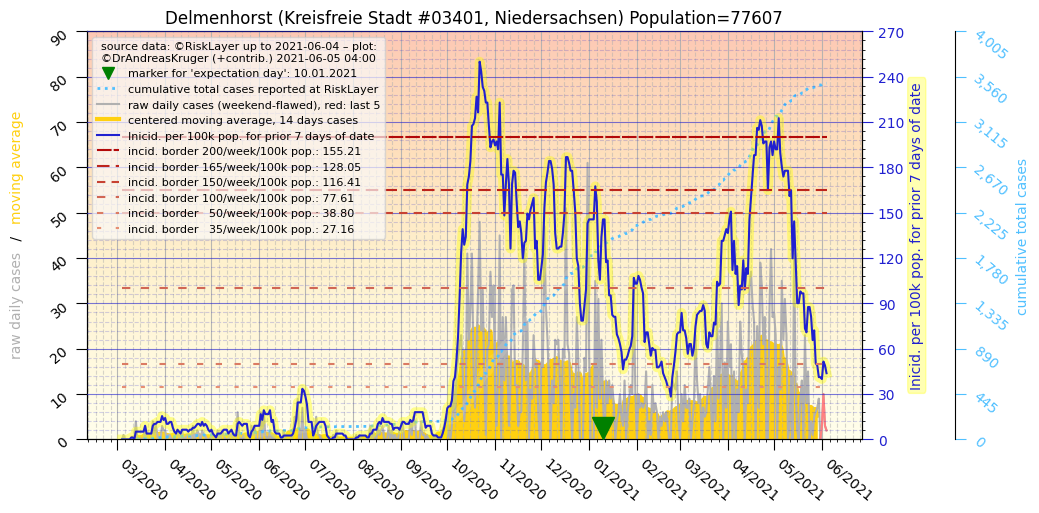 Delmenhorst (Kreisfreie Stadt #03401, Niedersachsen) Population=77607
source data: ©RiskLayer up to 2021-06-04 – plot:
©DrAndreasKruger (+contrib.) 2021-06-05 04:00
marker for 'expectation day': 10.01.2021
cumulative total cases reported at RiskLayer
raw daily cases (weekend-flawed), red: last 5
centered moving average, 14 days cases
Inicid. per 100k pop. for prior 7 days of date
incid. border 200/week/100k pop.: 155.21
incid. border 165/week/100k pop.: 128.05
incid. border 150/week/100k pop.: 116.41
incid. border 100/week/100k pop.: 77.61
incid. border 50/week/100k pop.: 38.80
incid. border 35/week/100k pop.: 27.16
raw daily cases / moving average
90
80
70
60
50
40
30
20
10
0
03/2020
04/2020
05/2020
06/2020
07/2020
08/2020
09/2020
10/2020
11/2020
12/2020
01/2021
02/2021
03/2021
04/2021
05/2021
06/2021
270
240
210
180
150
120
90
60
30
0
Inicid. per 100k pop. for prior 7 days of date
4,005
3,560
3,115
2,670
2,225
1,780
1,335
890
445
0
cumulative total cases